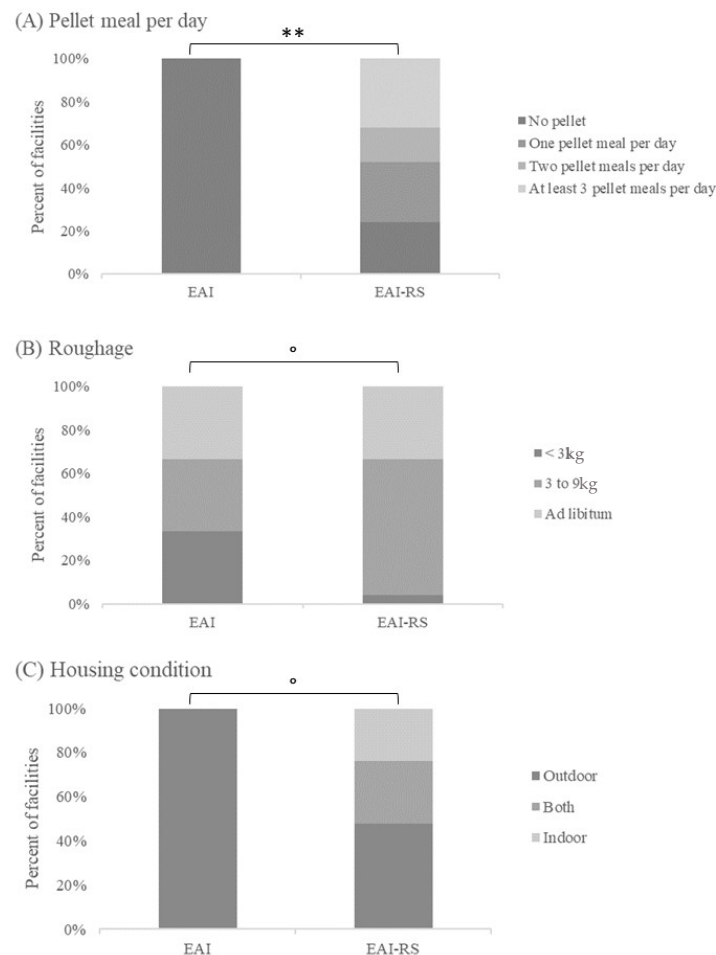 (A) Pellet meal per day
**
Percent of facilities
100%
80%
60%
40%
20%
0%
EAI
EAI-RS
No pellet
One pellet meal per day
Two pellet meals per day
At least 3 pellet meals per day
(B) Roughage
°
Percent of facilities
100%
80%
60%
40%
20%
0%
EAI
EAI-RS
< 3kg
3 to 9kg
Ad libitum
(C) Housing condition
°
Percent of facilities
100%
80%
60%
40%
20%
0%
EAI
EAI-RS
Outdoor
Both
Indoor